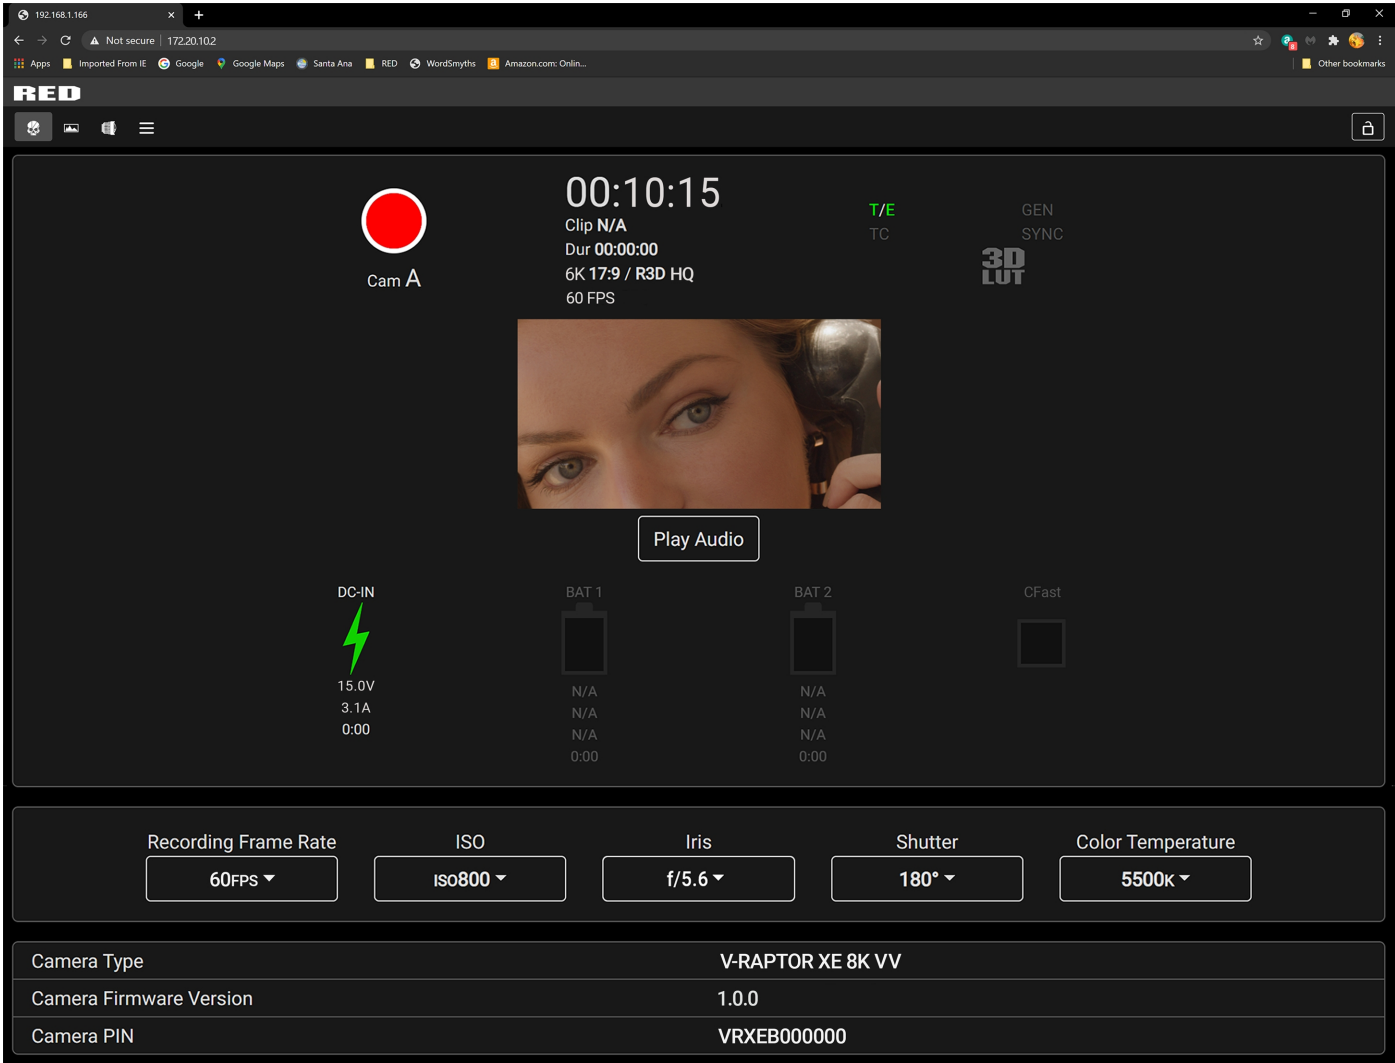 192.168.1.166
Not secure | 172.20.10.2
Apps Imported From IE Google Google Maps Santa Ana RED WordSmyths Amazon.com: Onlin... Other bookmarks
RED
00:10:15
Clip N/A
Dur 00:00:00
6K 17:9 / R3D HQ
60 FPS
Cam A
T/E
TC
GEN
SYNC
3D
LUT
Play Audio
DC-IN
15.0V
3.1A
0:00
BAT 1
N/A
N/A
N/A
0:00
BAT 2
N/A
N/A
N/A
0:00
CFast
Recording Frame Rate
60FPS
ISO
ISO800
Iris
f/5.6
Shutter
180°
Color Temperature
5500K
Camera Type V-RAPTOR XE 8K VV
Camera Firmware Version 1.0.0
Camera PIN VRXEB000000